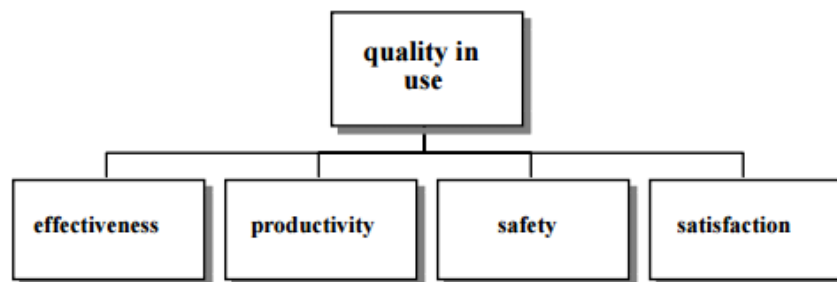 quality in
use
effectiveness
productivity
safety
satisfaction